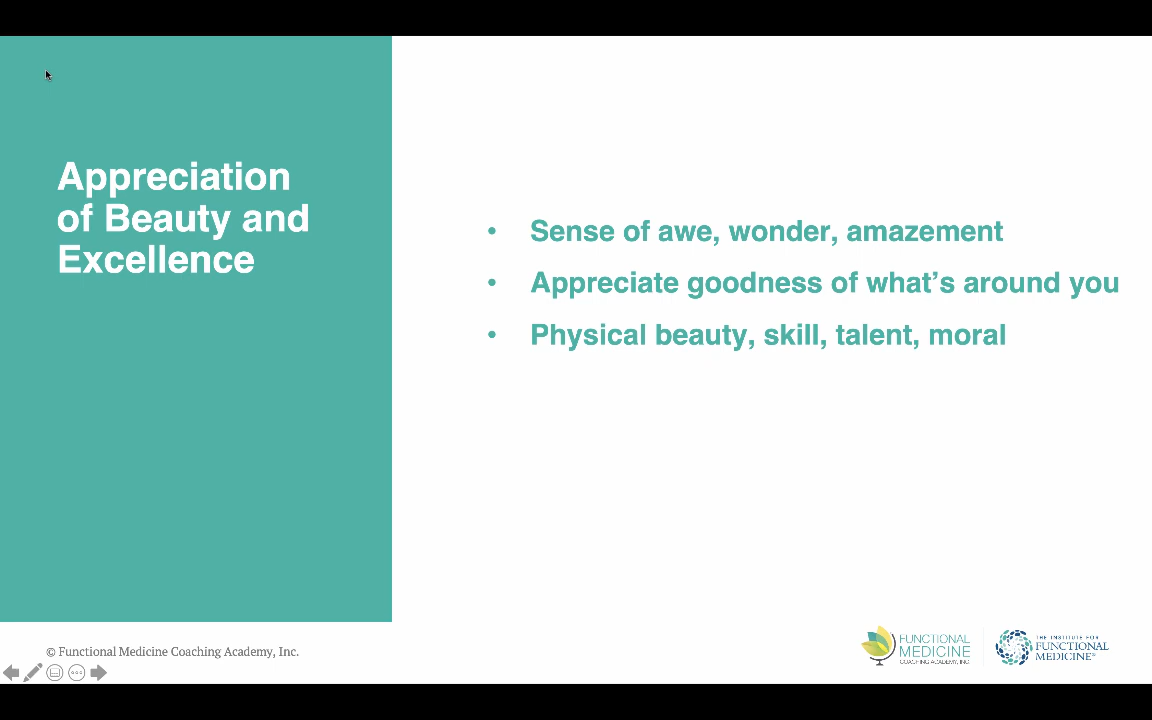 Appreciation
of Beauty and
Excellence
• Sense of awe, wonder, amazement
• Appreciate goodness of what’s around you
• Physical beauty, skill, talent, moral
© Functional Medicine Coaching Academy, Inc.
FUNCTIONAL
MEDICINE
COACHING ACADEMY, INC.
THE INSTITUTE FOR
FUNCTIONAL
MEDICINE